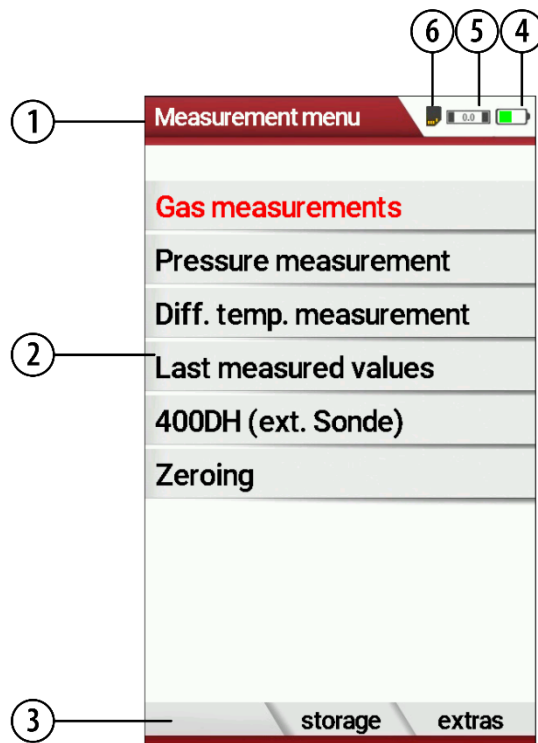 6 5 4
1 Measurement menu 0.0
Gas measurements
Pressure measurement
Diff. temp. measurement
2 Last measured values
400DH (ext. Sonde)
Zeroing
3 storage extras